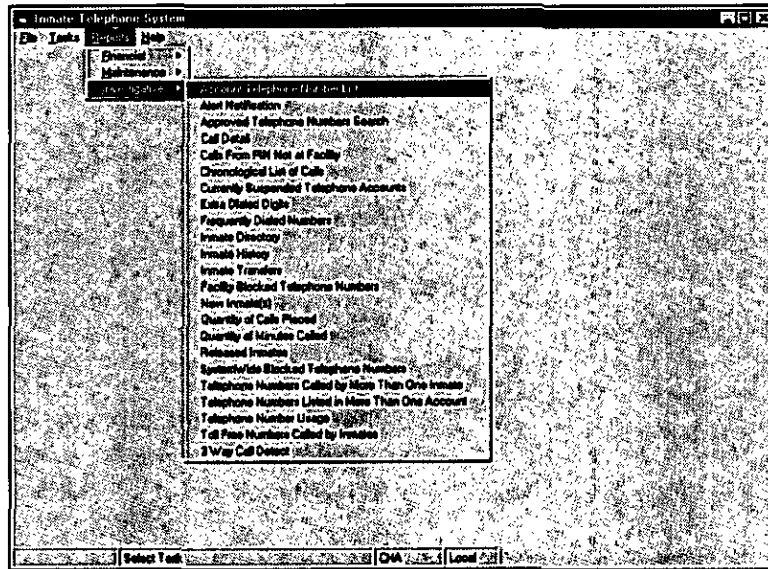 Inmate Telephone System
File Tasks Reports Help
Financial
Maintenance
Investigative
Account Telephone Number List
Alert Notification
Approved Telephone Numbers Search
Call Detail
Calls From PIN Not at Facility
Chronological List of Calls
Currently Suspended Telephone Accounts
Extra Dialed Digits
Frequently Dialed Numbers
Inmate Directory
Inmate History
Inmate Transfers
Facility Blocked Telephone Numbers
New Inmate(s)
Quantity of Calls Placed
Quantity of Minutes Called
Released Inmates
SystemWide Blocked Telephone Numbers
Telephone Numbers Called by More Than One Inmate
Telephone Numbers Listed in More Than One Account
Telephone Number Usage
Toll Free Numbers Called by Inmates
3 Way Call Detect
Select Task CHA Local